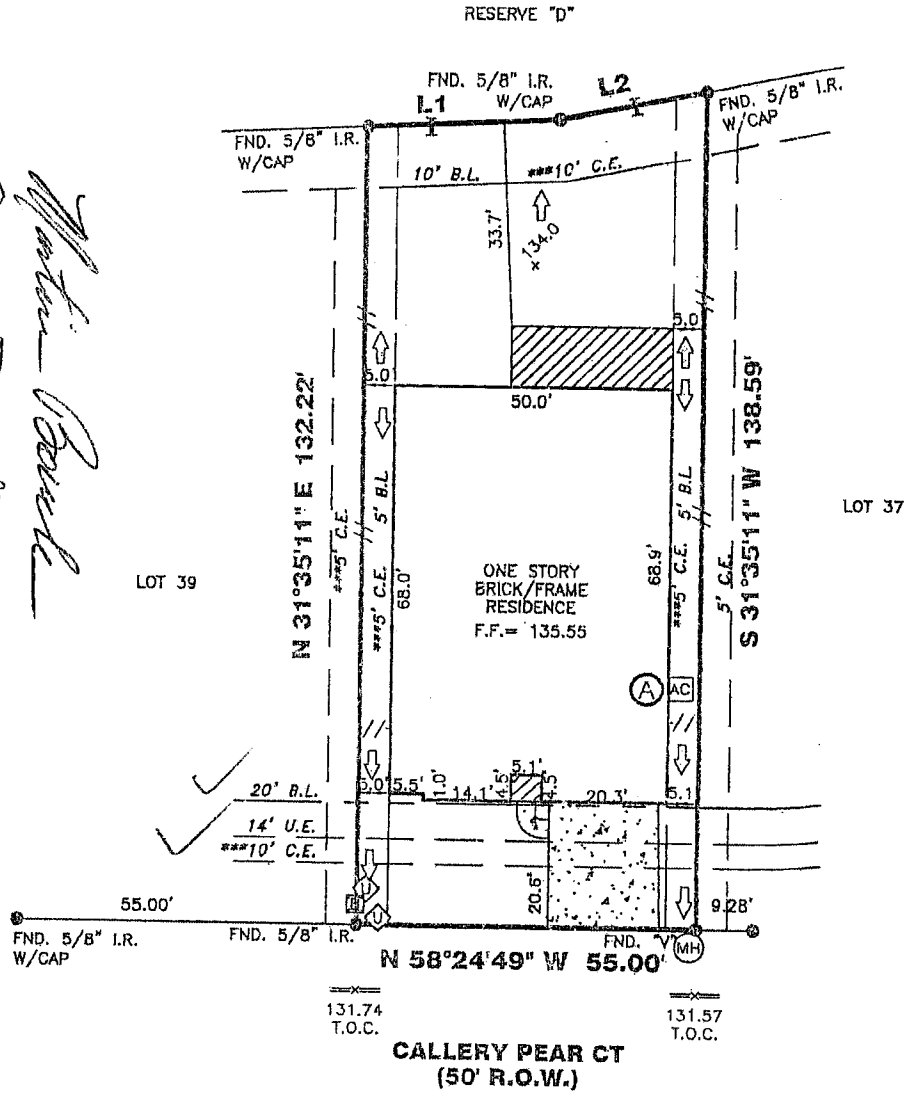 RESERVE "D"
FND. 5/8" I.R.
W/CAP
L1
L2
FND. 5/8" I.R.
W/CAP
FND. 5/8" I.R.
W/CAP
10' B.L.
***10' C.E.
33.7'
134.0
5.0
5.0'
50.0'
N 31°35'11" E 132.22'
***5' C.E.
***5' C.E.
5' B.L
68.0'
LOT 39
ONE STORY
BRICK/FRAME
RESIDENCE
F.F.= 135.55
68.9'
***5' C.E.
5' B.L
5' C.E.
S 31°35'11" W 138.59'
LOT 37
A
AC
20' B.L.
5.0'
5.5'
1.0'
14.1'
4.5'
5.1'
4.5'
20.3'
5.1
14' U.E.
***10' C.E.
20.6'
55.00'
9.28'
U
U
FND. 5/8" I.R.
W/CAP
FND. 5/8" I.R.
FND. "V"
MH
N 58°24'49" W 55.00'
131.74
T.O.C.
131.57
T.O.C.
CALLERY PEAR CT
(50' R.O.W.)